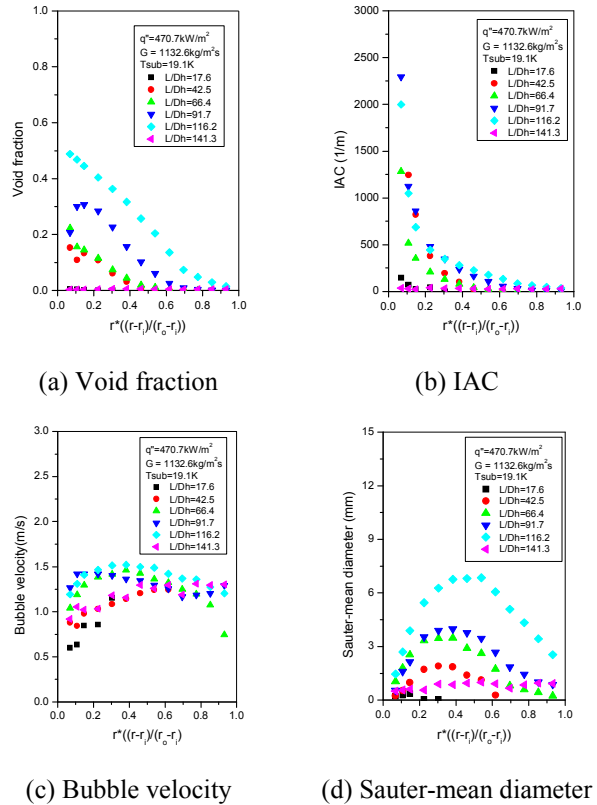 q"=470.7kW/m²
G = 1132.6kg/m²s
Tsub=19.1K
L/Dh=17.6
L/Dh=42.5
L/Dh=66.4
L/Dh=91.7
L/Dh=116.2
L/Dh=141.3
Void fraction
1.0
0.8
0.6
0.4
0.2
0.0
0.0 0.2 0.4 0.6 0.8 1.0
r*((r-rᵢ)/(rₒ-rᵢ))
(a) Void fraction
q"=470.7kW/m²
G = 1132.6kg/m²s
Tsub=19.1K
L/Dh=17.6
L/Dh=42.5
L/Dh=66.4
L/Dh=91.7
L/Dh=116.2
L/Dh=141.3
IAC (1/m)
3000
2500
2000
1500
1000
500
0
0.0 0.2 0.4 0.6 0.8 1.0
r*((r-rᵢ)/(rₒ-rᵢ))
(b) IAC
q"=470.7kW/m²
G = 1132.6kg/m²s
Tsub=19.1K
L/Dh=17.6
L/Dh=42.5
L/Dh=66.4
L/Dh=91.7
L/Dh=116.2
L/Dh=141.3
Bubble velocity(m/s)
3.0
2.5
2.0
1.5
1.0
0.5
0.0
0.0 0.2 0.4 0.6 0.8 1.0
r*((r-rᵢ)/(rₒ-rᵢ)
(c) Bubble velocity
q"=470.7kW/m²
G = 1132.6kg/m²s
Tsub=19.1K
L/Dh=17.6
L/Dh=42.5
L/Dh=66.4
L/Dh=91.7
L/Dh=116.2
L/Dh=141.3
Sauter-mean diameter (mm)
15
12
9
6
3
0
0.0 0.2 0.4 0.6 0.8 1.0
r*((r-rᵢ)/(rₒ-rᵢ))
(d) Sauter-mean diameter